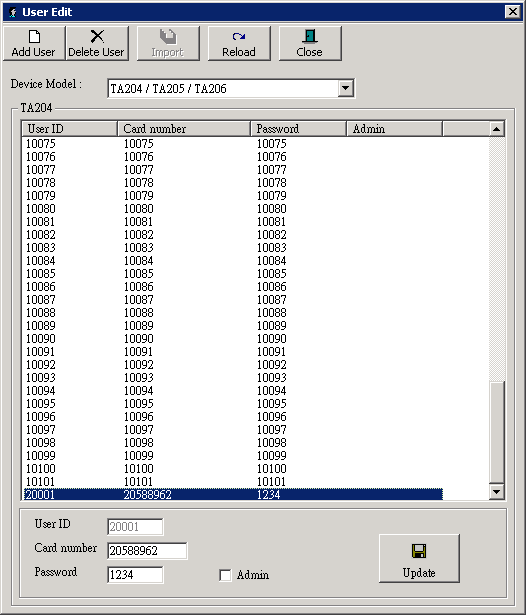 User Edit
Add User Delete User Import Reload Close
Device Model : TA204 / TA205 / TA206
TA204
User ID Card number Password Admin
10075 10075 10075
10076 10076 10076
10077 10077 10077
10078 10078 10078
10079 10079 10079
10080 10080 10080
10081 10081 10081
10082 10082 10082
10083 10083 10083
10084 10084 10084
10085 10085 10085
10086 10086 10086
10087 10087 10087
10088 10088 10088
10089 10089 10089
10090 10090 10090
10091 10091 10091
10092 10092 10092
10093 10093 10093
10094 10094 10094
10095 10095 10095
10096 10096 10096
10097 10097 10097
10098 10098 10098
10099 10099 10099
10100 10100 10100
10101 10101 10101
20001 20588962 1234
User ID 20001
Card number 20588962
Password 1234 Admin
Update